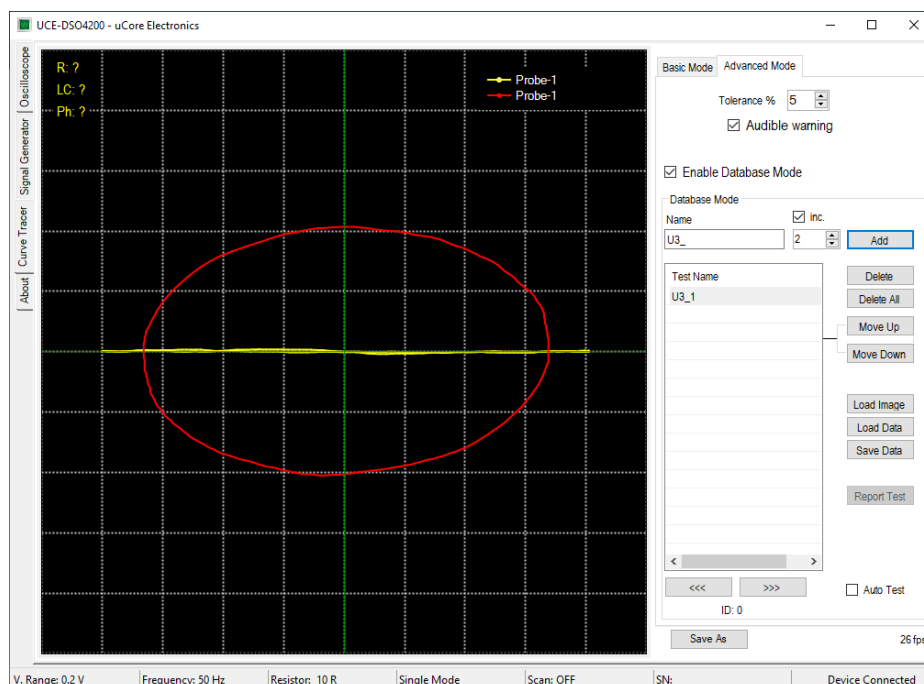 UCE-DSO4200 - uCore Electronics
Oscilloscope
Signal Generator
Curve Tracer
About
R: ?
LC: ?
Ph: ?
Probe-1
Probe-1
Basic Mode
Advanced Mode
Tolerance %
5
Audible warning
Enable Database Mode
Database Mode
Name
inc.
U3_
2
Add
Test Name
U3_1
Delete
Delete All
Move Up
Move Down
Load Image
Load Data
Save Data
Report Test
<<<
>>>
Auto Test
ID: 0
Save As
26 fps
V. Range: 0.2 V
Frequency: 50 Hz
Resistor: 10 R
Single Mode
Scan: OFF
SN:
Device Connected